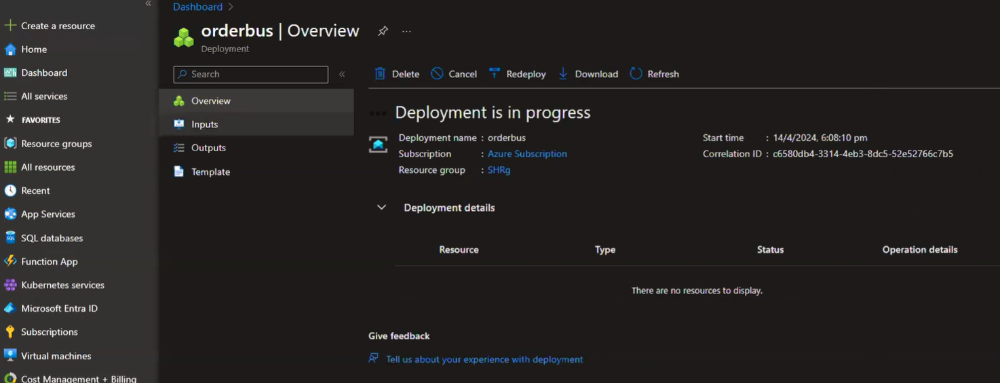 «
Create a resource
Home
Dashboard
All services
FAVORITES
Resource groups
All resources
Recent
App Services
SQL databases
Function App
Kubernetes services
Microsoft Entra ID
Subscriptions
Virtual machines
Cost Management + Billing
Dashboard >
orderbus | Overview ...
Deployment
Search «
Overview
Inputs
Outputs
Template
Delete Cancel Redeploy Download Refresh
Deployment is in progress
Deployment name : orderbus
Subscription : Azure Subscription
Resource group : SHRg
Start time : 14/4/2024, 6:08:10 pm
Correlation ID : c6580db4-3314-4eb3-8dc5-52e52766c7b5
Deployment details
Resource Type Status Operation details
There are no resources to display.
Give feedback
Tell us about your experience with deployment